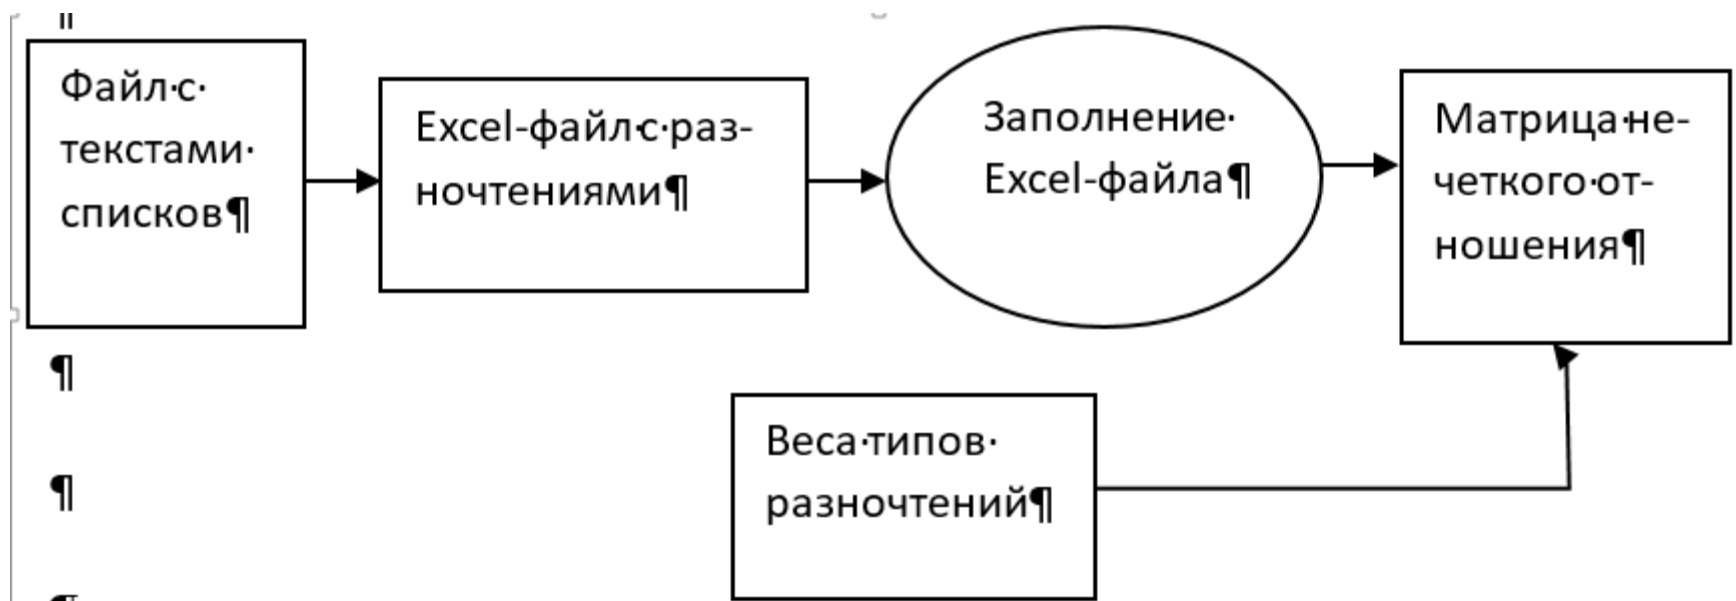 Файл с
текстами
списков¶
Excel-файл с раз-
ночтениями¶
Заполнение
Excel-файла¶
Матрица не-
четкого от-
ношения¶
¶
Веса типов
разночтений¶
¶